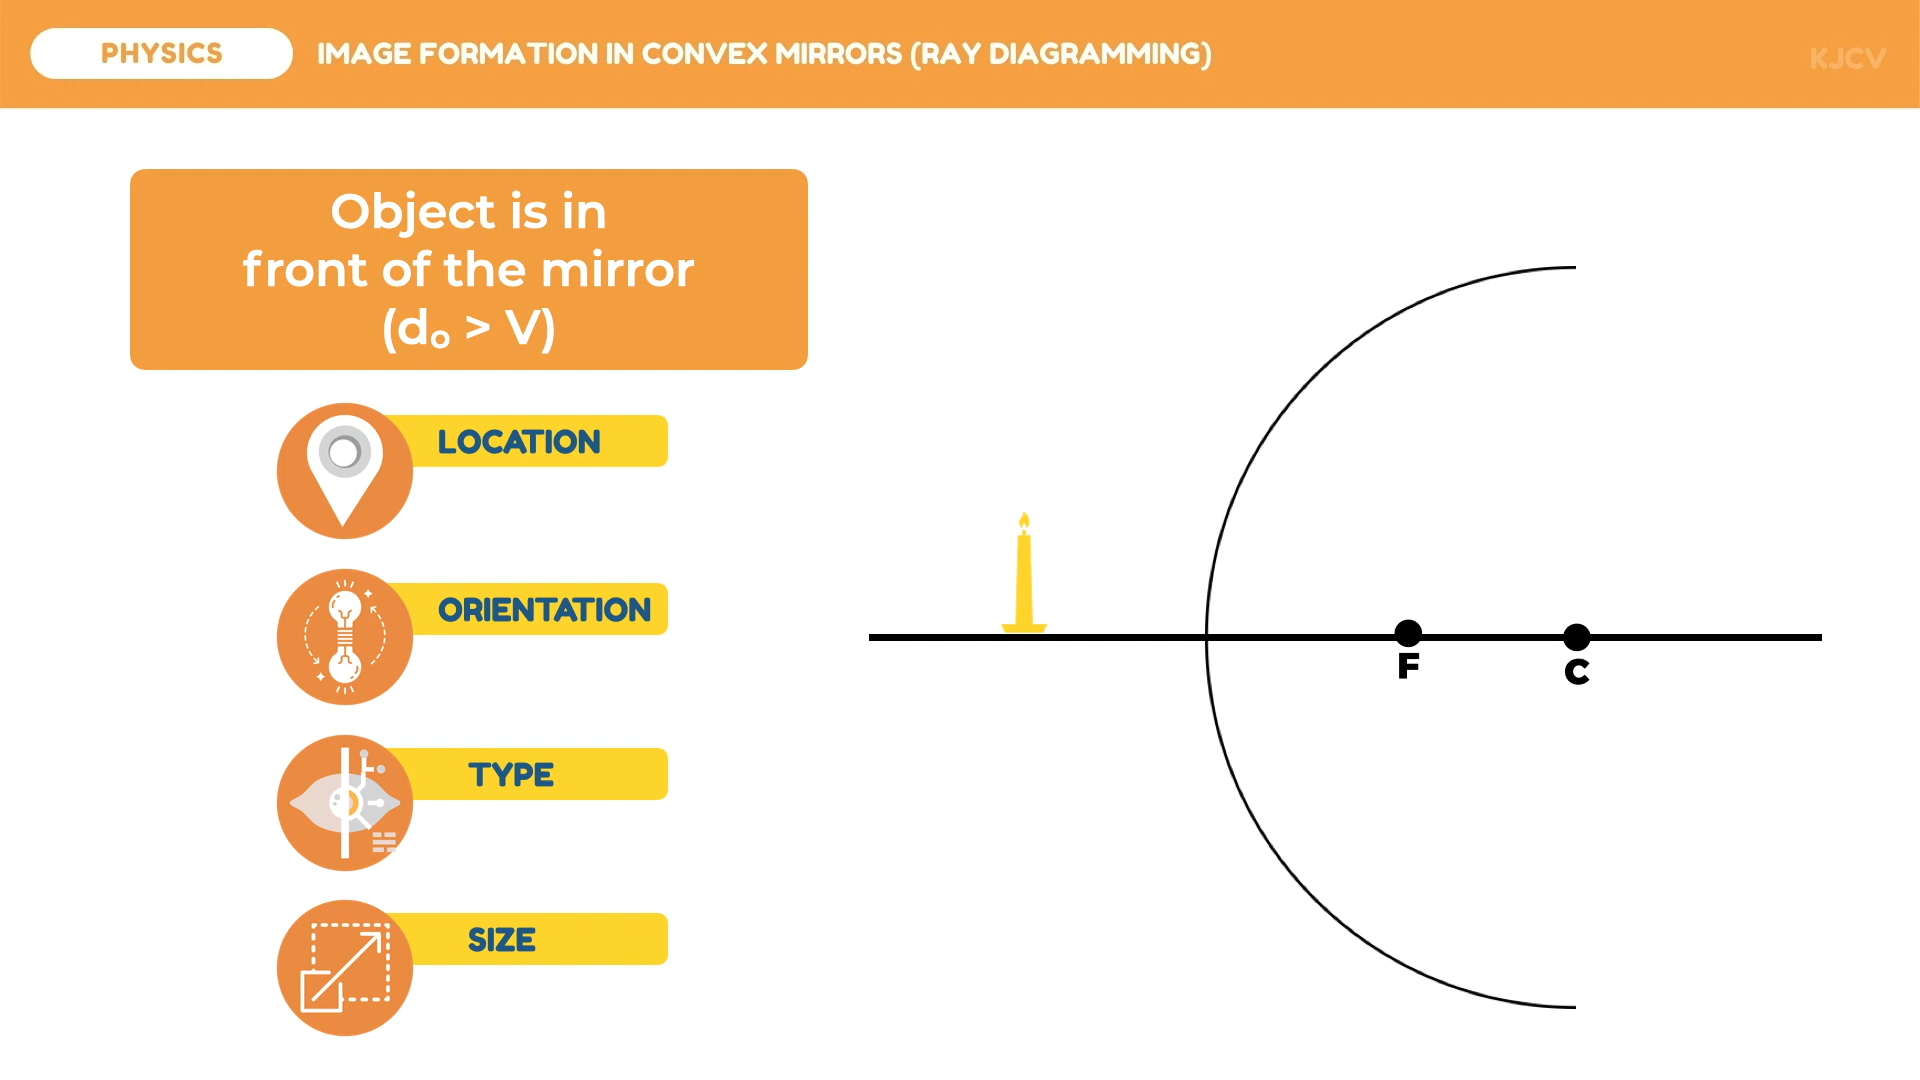 PHYSICS
IMAGE FORMATION IN CONVEX MIRRORS (RAY DIAGRAMMING)
KJCV
Object is in
front of the mirror
(dₒ > V)
LOCATION
ORIENTATION
TYPE
SIZE
F
C